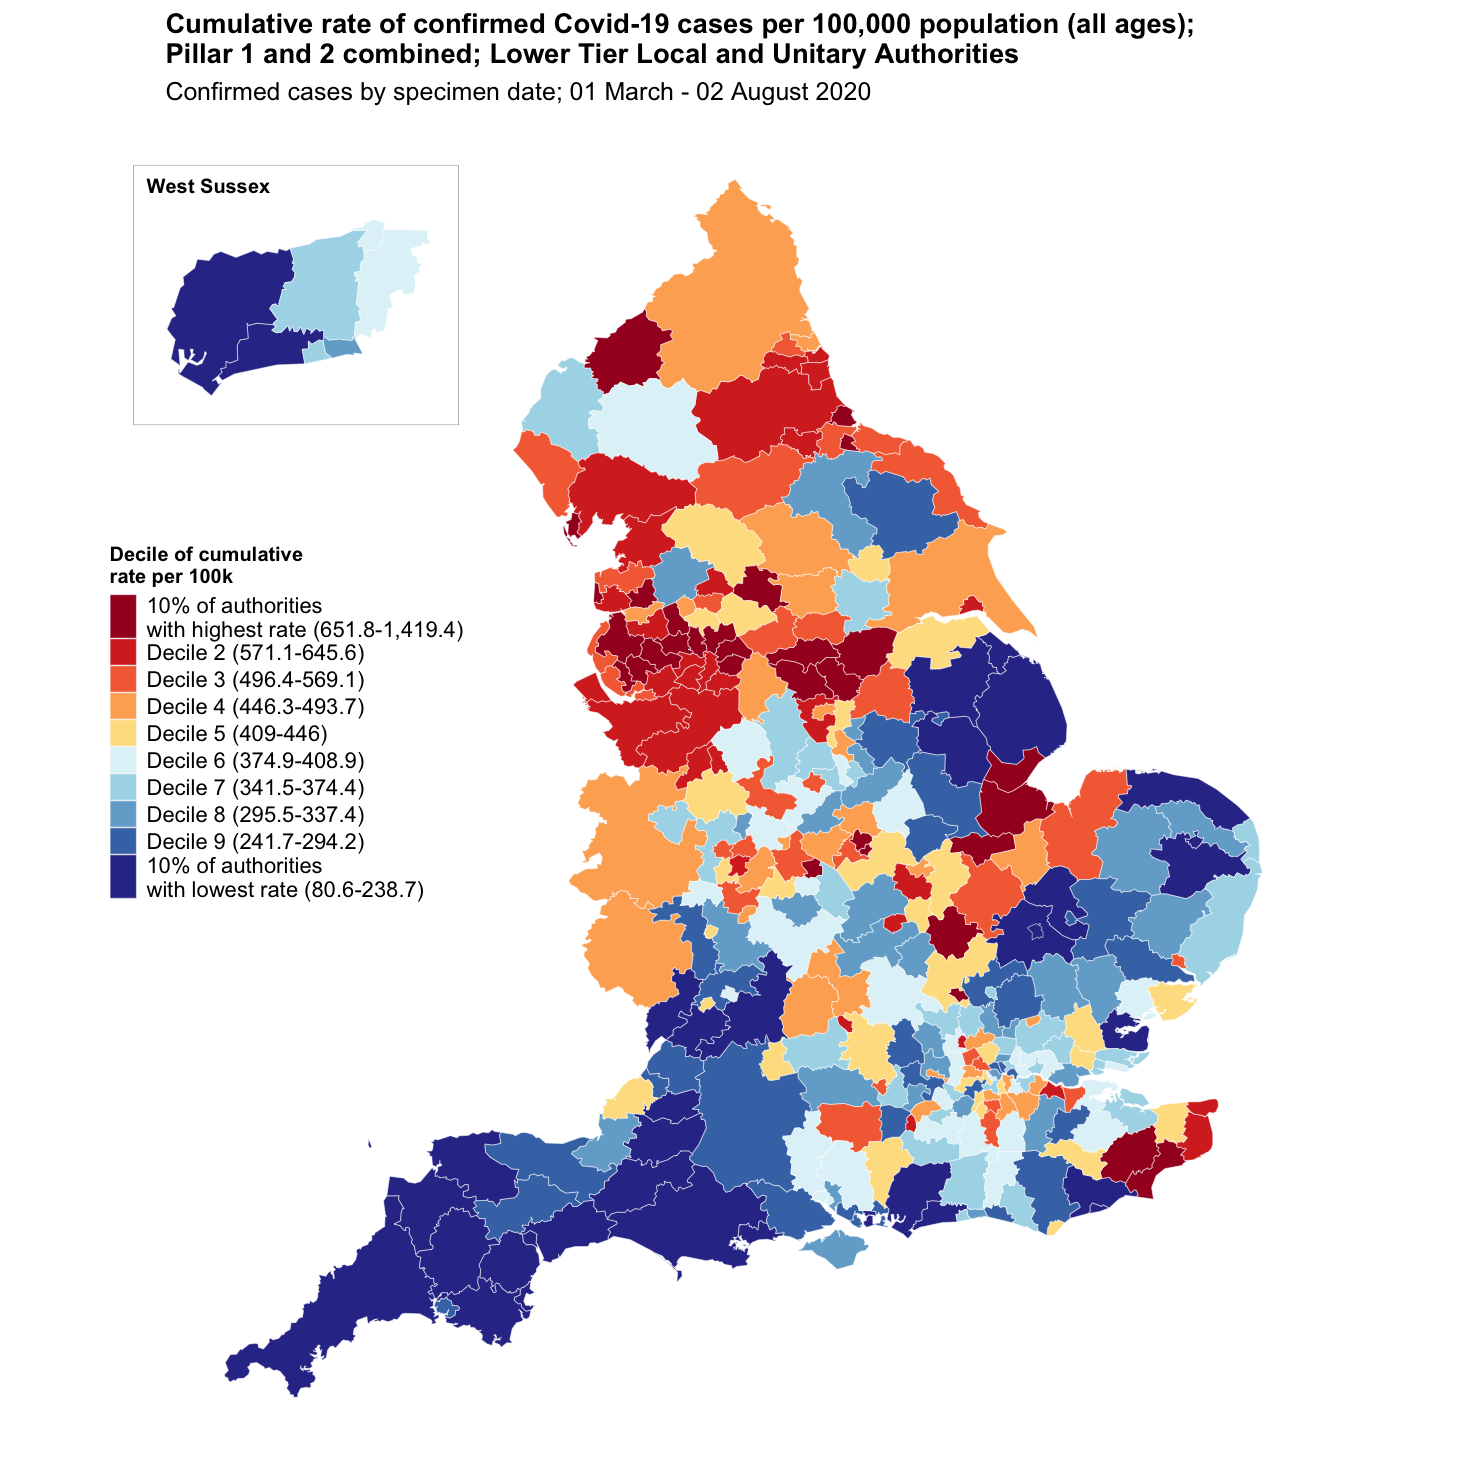 Cumulative rate of confirmed Covid-19 cases per 100,000 population (all ages);
Pillar 1 and 2 combined; Lower Tier Local and Unitary Authorities
Confirmed cases by specimen date; 01 March - 02 August 2020
West Sussex
Decile of cumulative
rate per 100k
10% of authorities
with highest rate (651.8-1,419.4)
Decile 2 (571.1-645.6)
Decile 3 (496.4-569.1)
Decile 4 (446.3-493.7)
Decile 5 (409-446)
Decile 6 (374.9-408.9)
Decile 7 (341.5-374.4)
Decile 8 (295.5-337.4)
Decile 9 (241.7-294.2)
10% of authorities
with lowest rate (80.6-238.7)